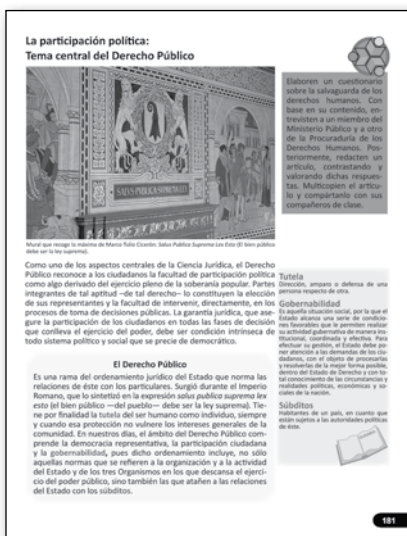 La participación política:
Tema central del Derecho Público
SALUS PUBLICA SUPREMA LEX
Mural que recoge la máxima de Marco Tulio Cicerón: Salus Publica Suprema Lex Esto (El bien público
debe ser la ley suprema).
Elaboren un cuestionario
sobre la salvaguarda de los
derechos humanos. Con
base en su contenido, en-
trevisten a un miembro del
Ministerio Público y a otro
de la Procuraduría de los
Derechos Humanos. Pos-
teriormente, redacten un
artículo, contrastando y
valorando dichas respues-
tas. Multicopien el artícu-
lo y compártanlo con sus
compañeros de clase.
Como uno de los aspectos centrales de la Ciencia Jurídica, el Derecho
Público reconoce a los ciudadanos la facultad de participación política
como algo derivado del ejercicio pleno de la soberanía popular. Partes
integrantes de tal aptitud –de tal derecho– lo constituyen la elección
de sus representantes y la facultad de intervenir, directamente, en los
procesos de toma de decisiones públicas. La garantía jurídica, que ase-
gure la participación de los ciudadanos en todas las fases de decisión
que conlleva el ejercicio del poder, debe ser condición intrínseca de
todo sistema político y social que se precie de democrático.
El Derecho Público
Es una rama del ordenamiento jurídico del Estado que norma las
relaciones de éste con los particulares. Surgió durante el Imperio
Romano, que lo sintetizó en la expresión salus publica suprema lex
esto (el bien público —del pueblo— debe ser la ley suprema). Tie-
ne por finalidad la tutela del ser humano como individuo, siempre
y cuando esa protección no vulnere los intereses generales de la
comunidad. En nuestros días, el ámbito del Derecho Público com-
prende la democracia representativa, la participación ciudadana
y la gobernabilidad, pues dicho ordenamiento incluye, no sólo
aquellas normas que se refieren a la organización y a la actividad
del Estado y de los tres Organismos en los que descansa el ejerci-
cio del poder público, sino también las que atañen a las relaciones
del Estado con los súbditos.
Tutela
Dirección, amparo o defensa de una
persona respecto de otra.
Gobernabilidad
Es aquella situación social, por la que el
Estado alcanza una serie de condicio-
nes favorables que le permiten realizar
su actividad gubernativa de manera ins-
titucional, coordinada y efectiva. Para
efectuar su gestión, el Estado debe po-
ner atención a las demandas de los ciu-
dadanos, con el objeto de procesarlas
y resolverlas de la mejor forma posible,
dentro del Estado de Derecho y con to-
tal conocimiento de las circunstancias y
realidades políticas, económicas y so-
ciales de la nación.
Súbditos
Habitantes de un país, en cuanto que
están sujetos a las autoridades políticas
de éste.
181